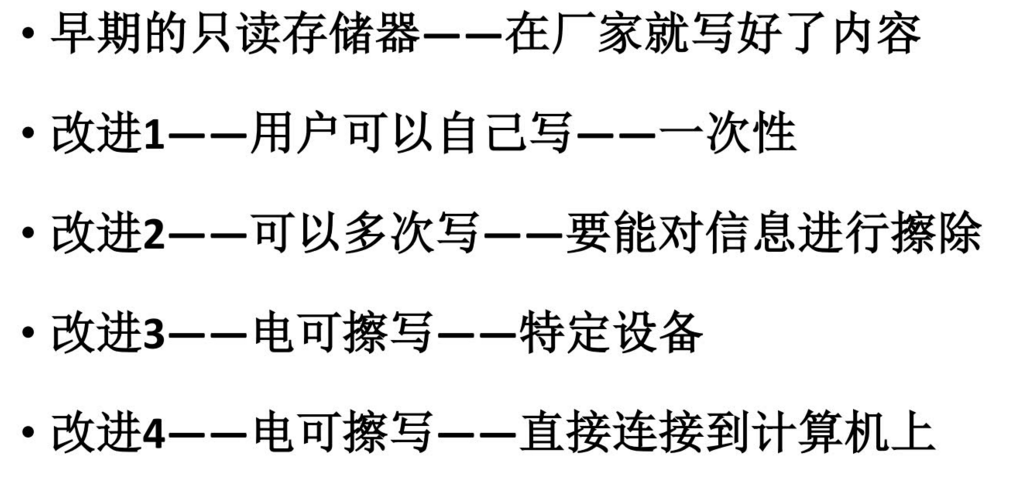 • 早期的只读存储器——在厂家就写好了内容
• 改进1——用户可以自己写——一次性
• 改进2——可以多次写——要能对信息进行擦除
• 改进3——电可擦写——特定设备
• 改进4——电可擦写——直接连接到计算机上